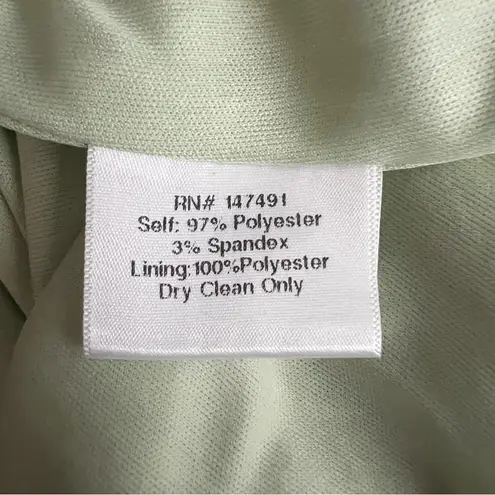 RN# 147491
Self: 97% Polyester
3% Spandex
Lining:100%Polyester
Dry Clean Only